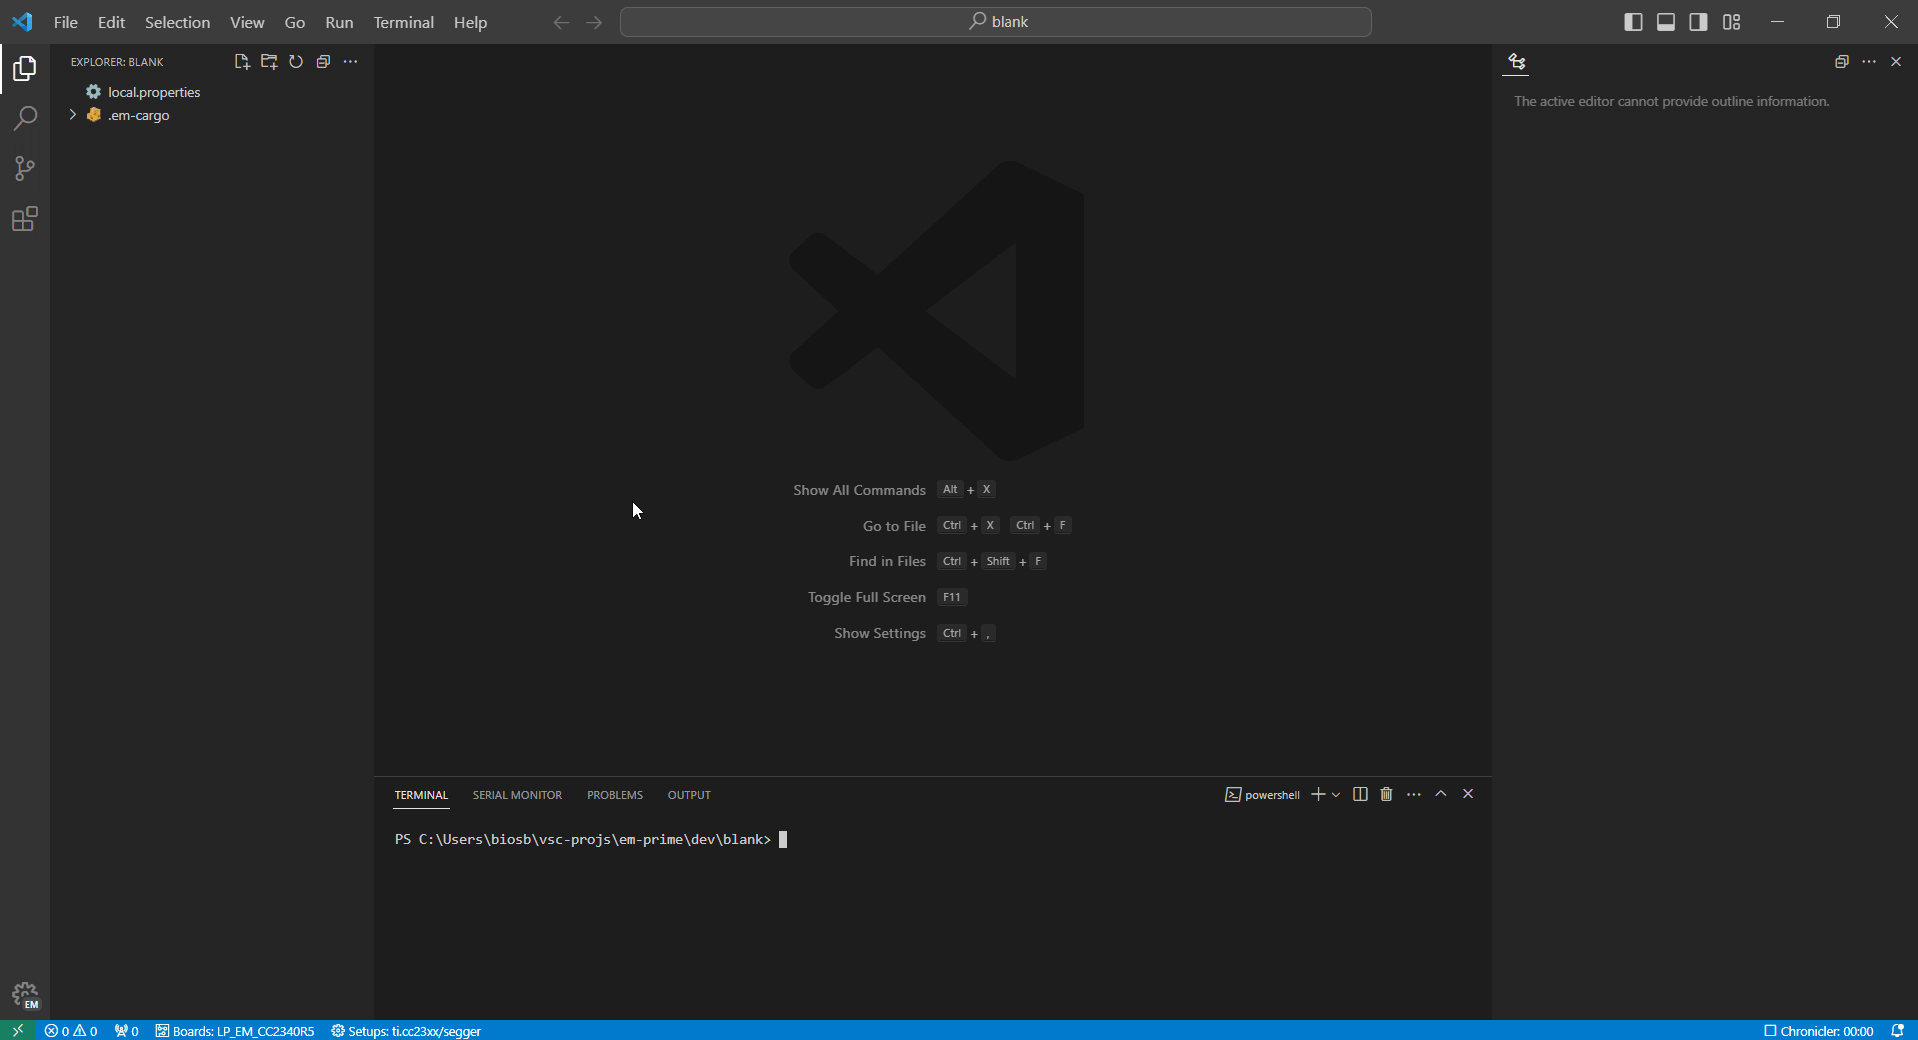 File Edit Selection View Go Run Terminal Help
blank
EXPLORER: BLANK
local.properties
.em-cargo
The active editor cannot provide outline information.
Show All Commands Alt + X
Go to File Ctrl + X Ctrl + F
Find in Files Ctrl + Shift + F
Toggle Full Screen F11
Show Settings Ctrl + ,
TERMINAL SERIAL MONITOR PROBLEMS OUTPUT
powershell
PS C:\Users\biosb\vsc-projs\em-prime\dev\blank>
EM
0 0 0 Boards: LP_EM_CC2340R5 Setups: ti.cc23xx/segger Chronicler: 00:00